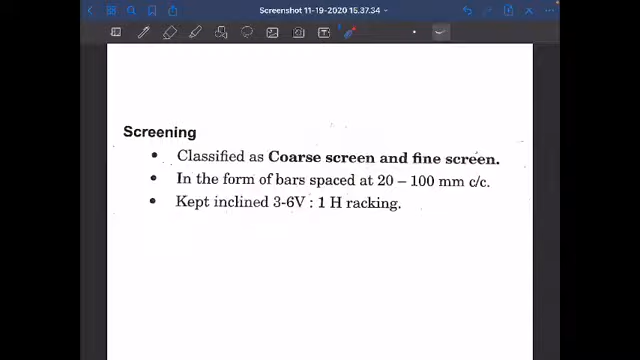 Screenshot 11-19-2020 15.37.34
Screening
• Classified as Coarse screen and fine screen.
• In the form of bars spaced at 20 – 100 mm c/c.
• Kept inclined 3-6V : 1 H racking.